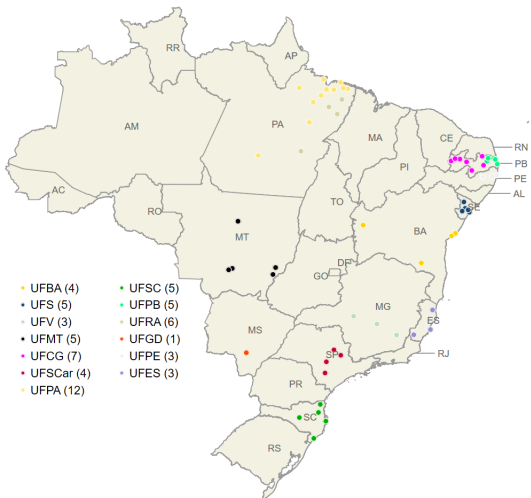 RR
AP
AM
PA
MA
CE
RN
PB
PE
AL
PI
AC
RO
TO
SE
BA
MT
DF
GO
MG
ES
MS
SP
RJ
PR
SC
RS
UFBA (4)
UFS (5)
UFV (3)
UFMT (5)
UFCG (7)
UFSCar (4)
UFPA (12)
UFSC (5)
UFPB (5)
UFRA (6)
UFGD (1)
UFPE (3)
UFES (3)